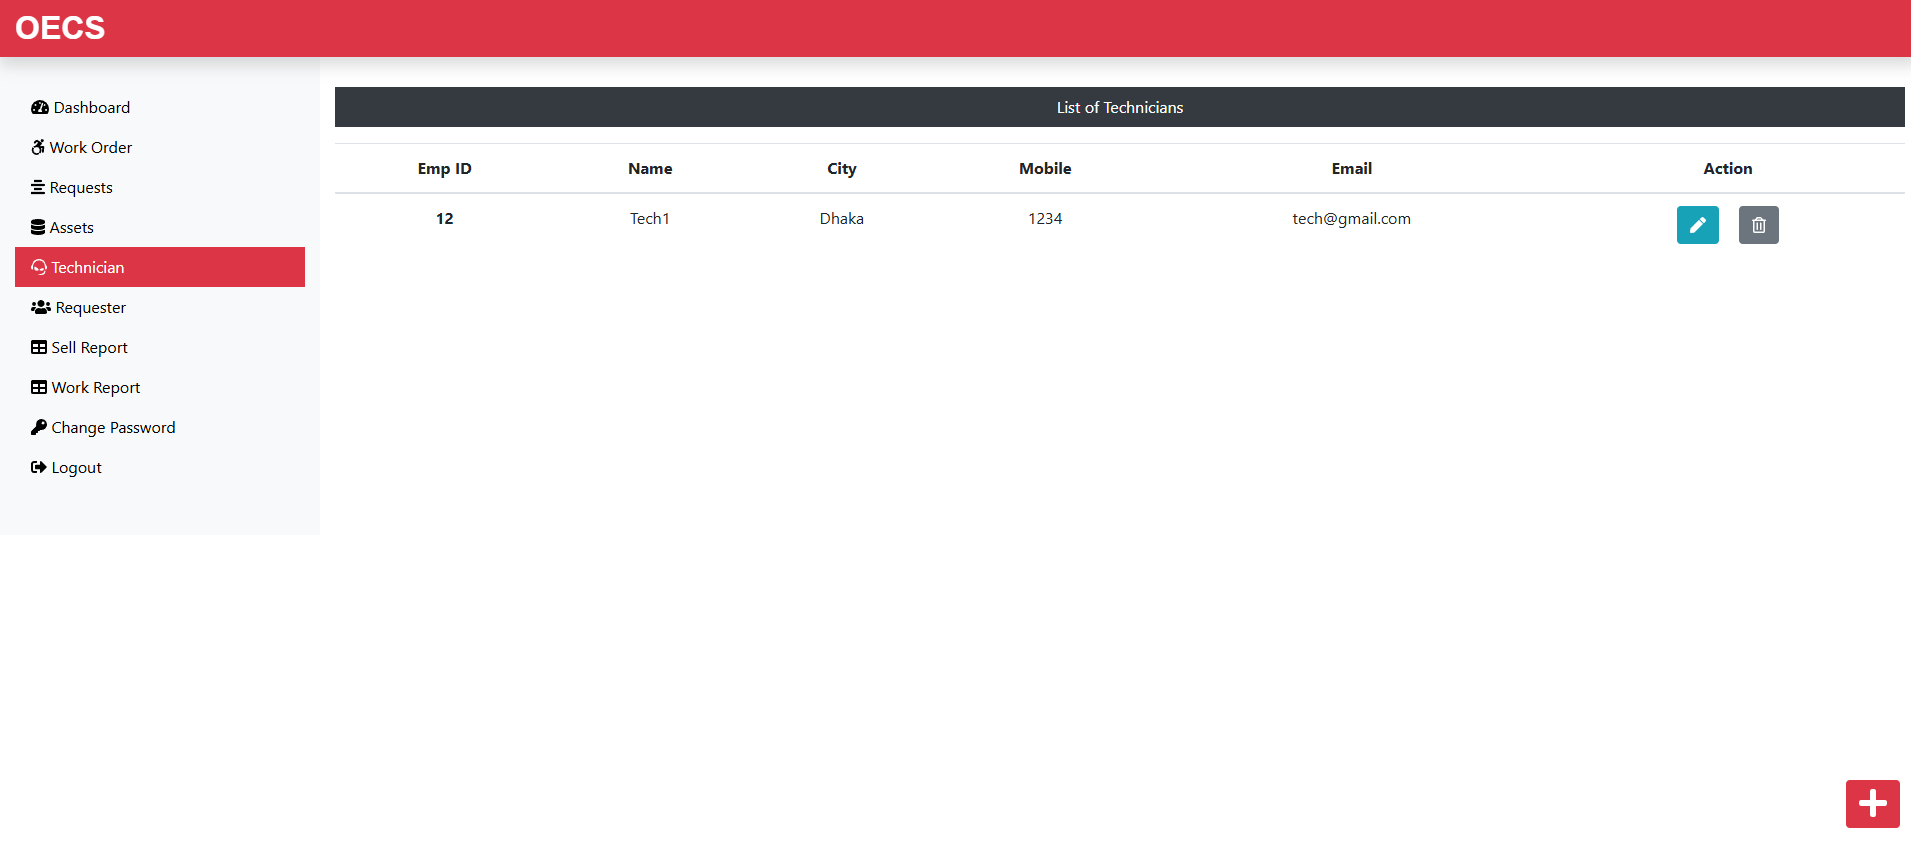 OECS
Dashboard
Work Order
Requests
Assets
Technician
Requester
Sell Report
Work Report
Change Password
Logout
List of Technicians
Emp ID Name City Mobile Email Action
12 Tech1 Dhaka 1234 tech@gmail.com